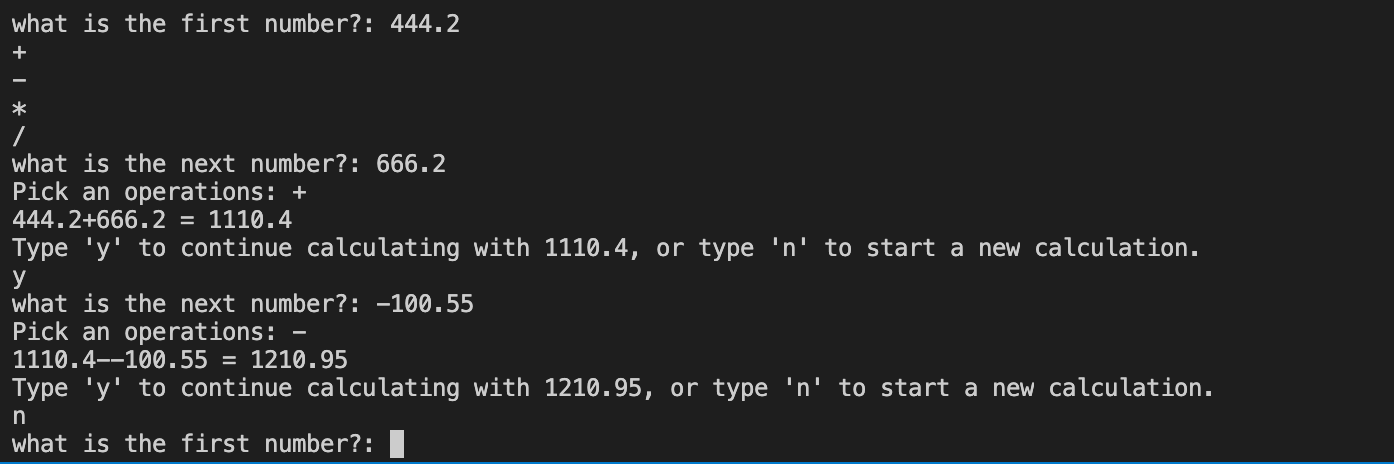 what is the first number?: 444.2
+
-
*
/
what is the next number?: 666.2
Pick an operations: +
444.2+666.2 = 1110.4
Type 'y' to continue calculating with 1110.4, or type 'n' to start a new calculation.
y
what is the next number?: -100.55
Pick an operations: -
1110.4--100.55 = 1210.95
Type 'y' to continue calculating with 1210.95, or type 'n' to start a new calculation.
n
what is the first number?: